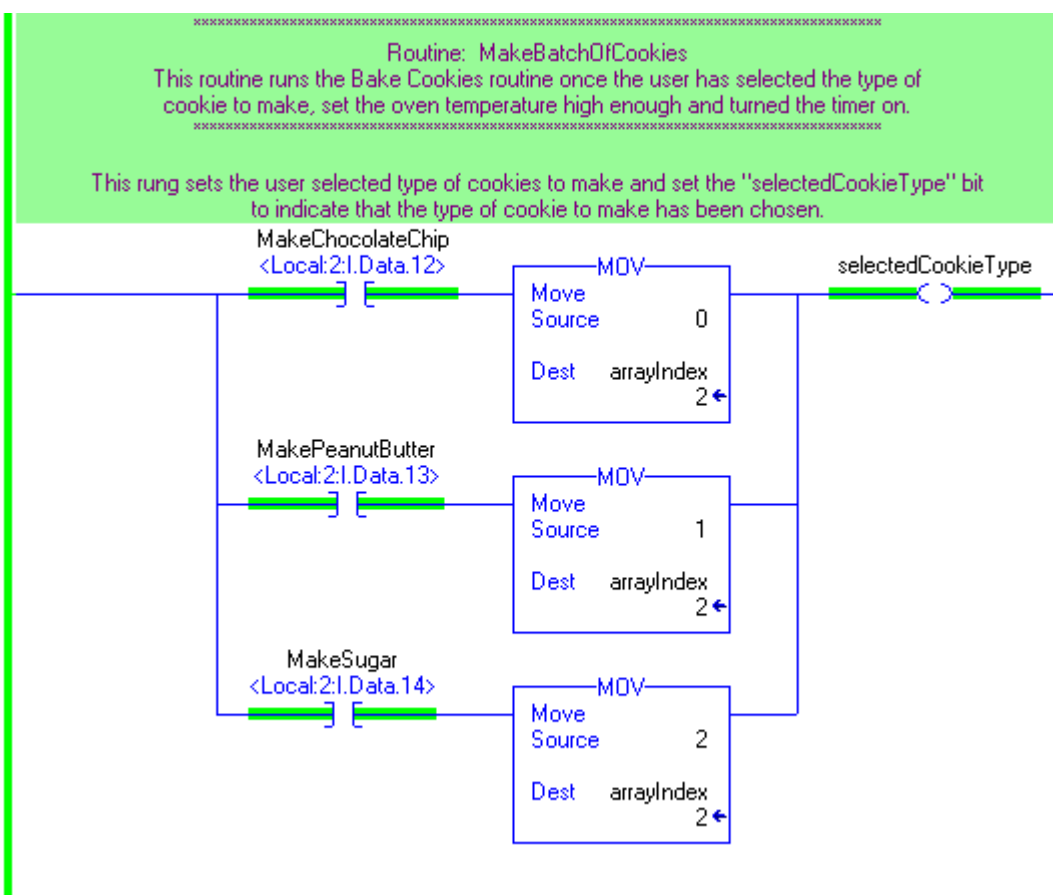 Routine: MakeBatchOfCookies
This routine runs the Bake Cookies routine once the user has selected the type of
cookie to make, set the oven temperature high enough and turned the timer on.
This rung sets the user selected type of cookies to make and set the "selectedCookieType" bit
to indicate that the type of cookie to make has been chosen.
MakeChocolateChip
<Local:2:I.Data.12>
MOV
Move
Source 0
Dest arrayIndex
2
selectedCookieType
MakePeanutButter
<Local:2:I.Data.13>
MOV
Move
Source 1
Dest arrayIndex
2
MakeSugar
<Local:2:I.Data.14>
MOV
Move
Source 2
Dest arrayIndex
2